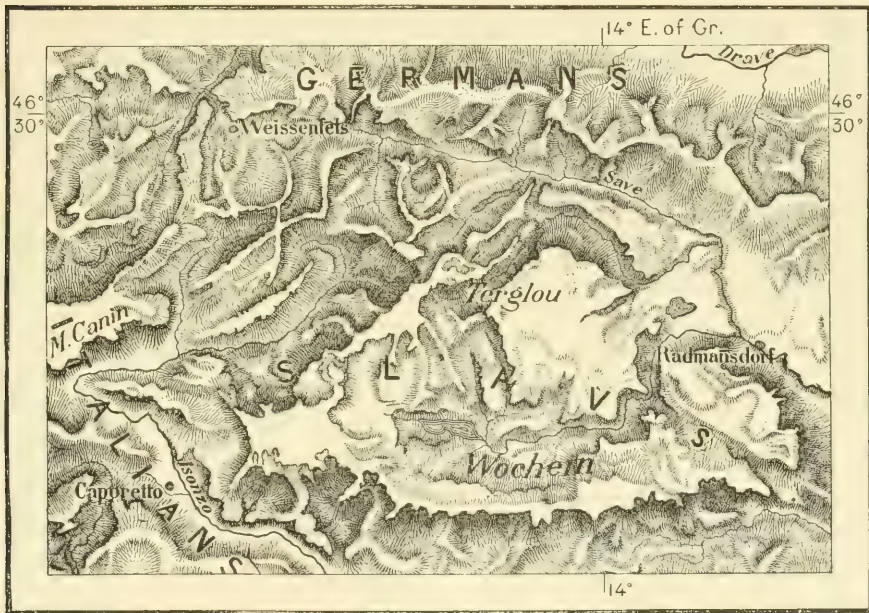 14° E. of Gr.
Drave
GERMANS
46°
30°
46°
30°
Weissenfels
Save
Terglou
M. Canin
SLAVS
Radmansdorf
ITALIANS
Isonzo
Wochein
Caporetto
14°